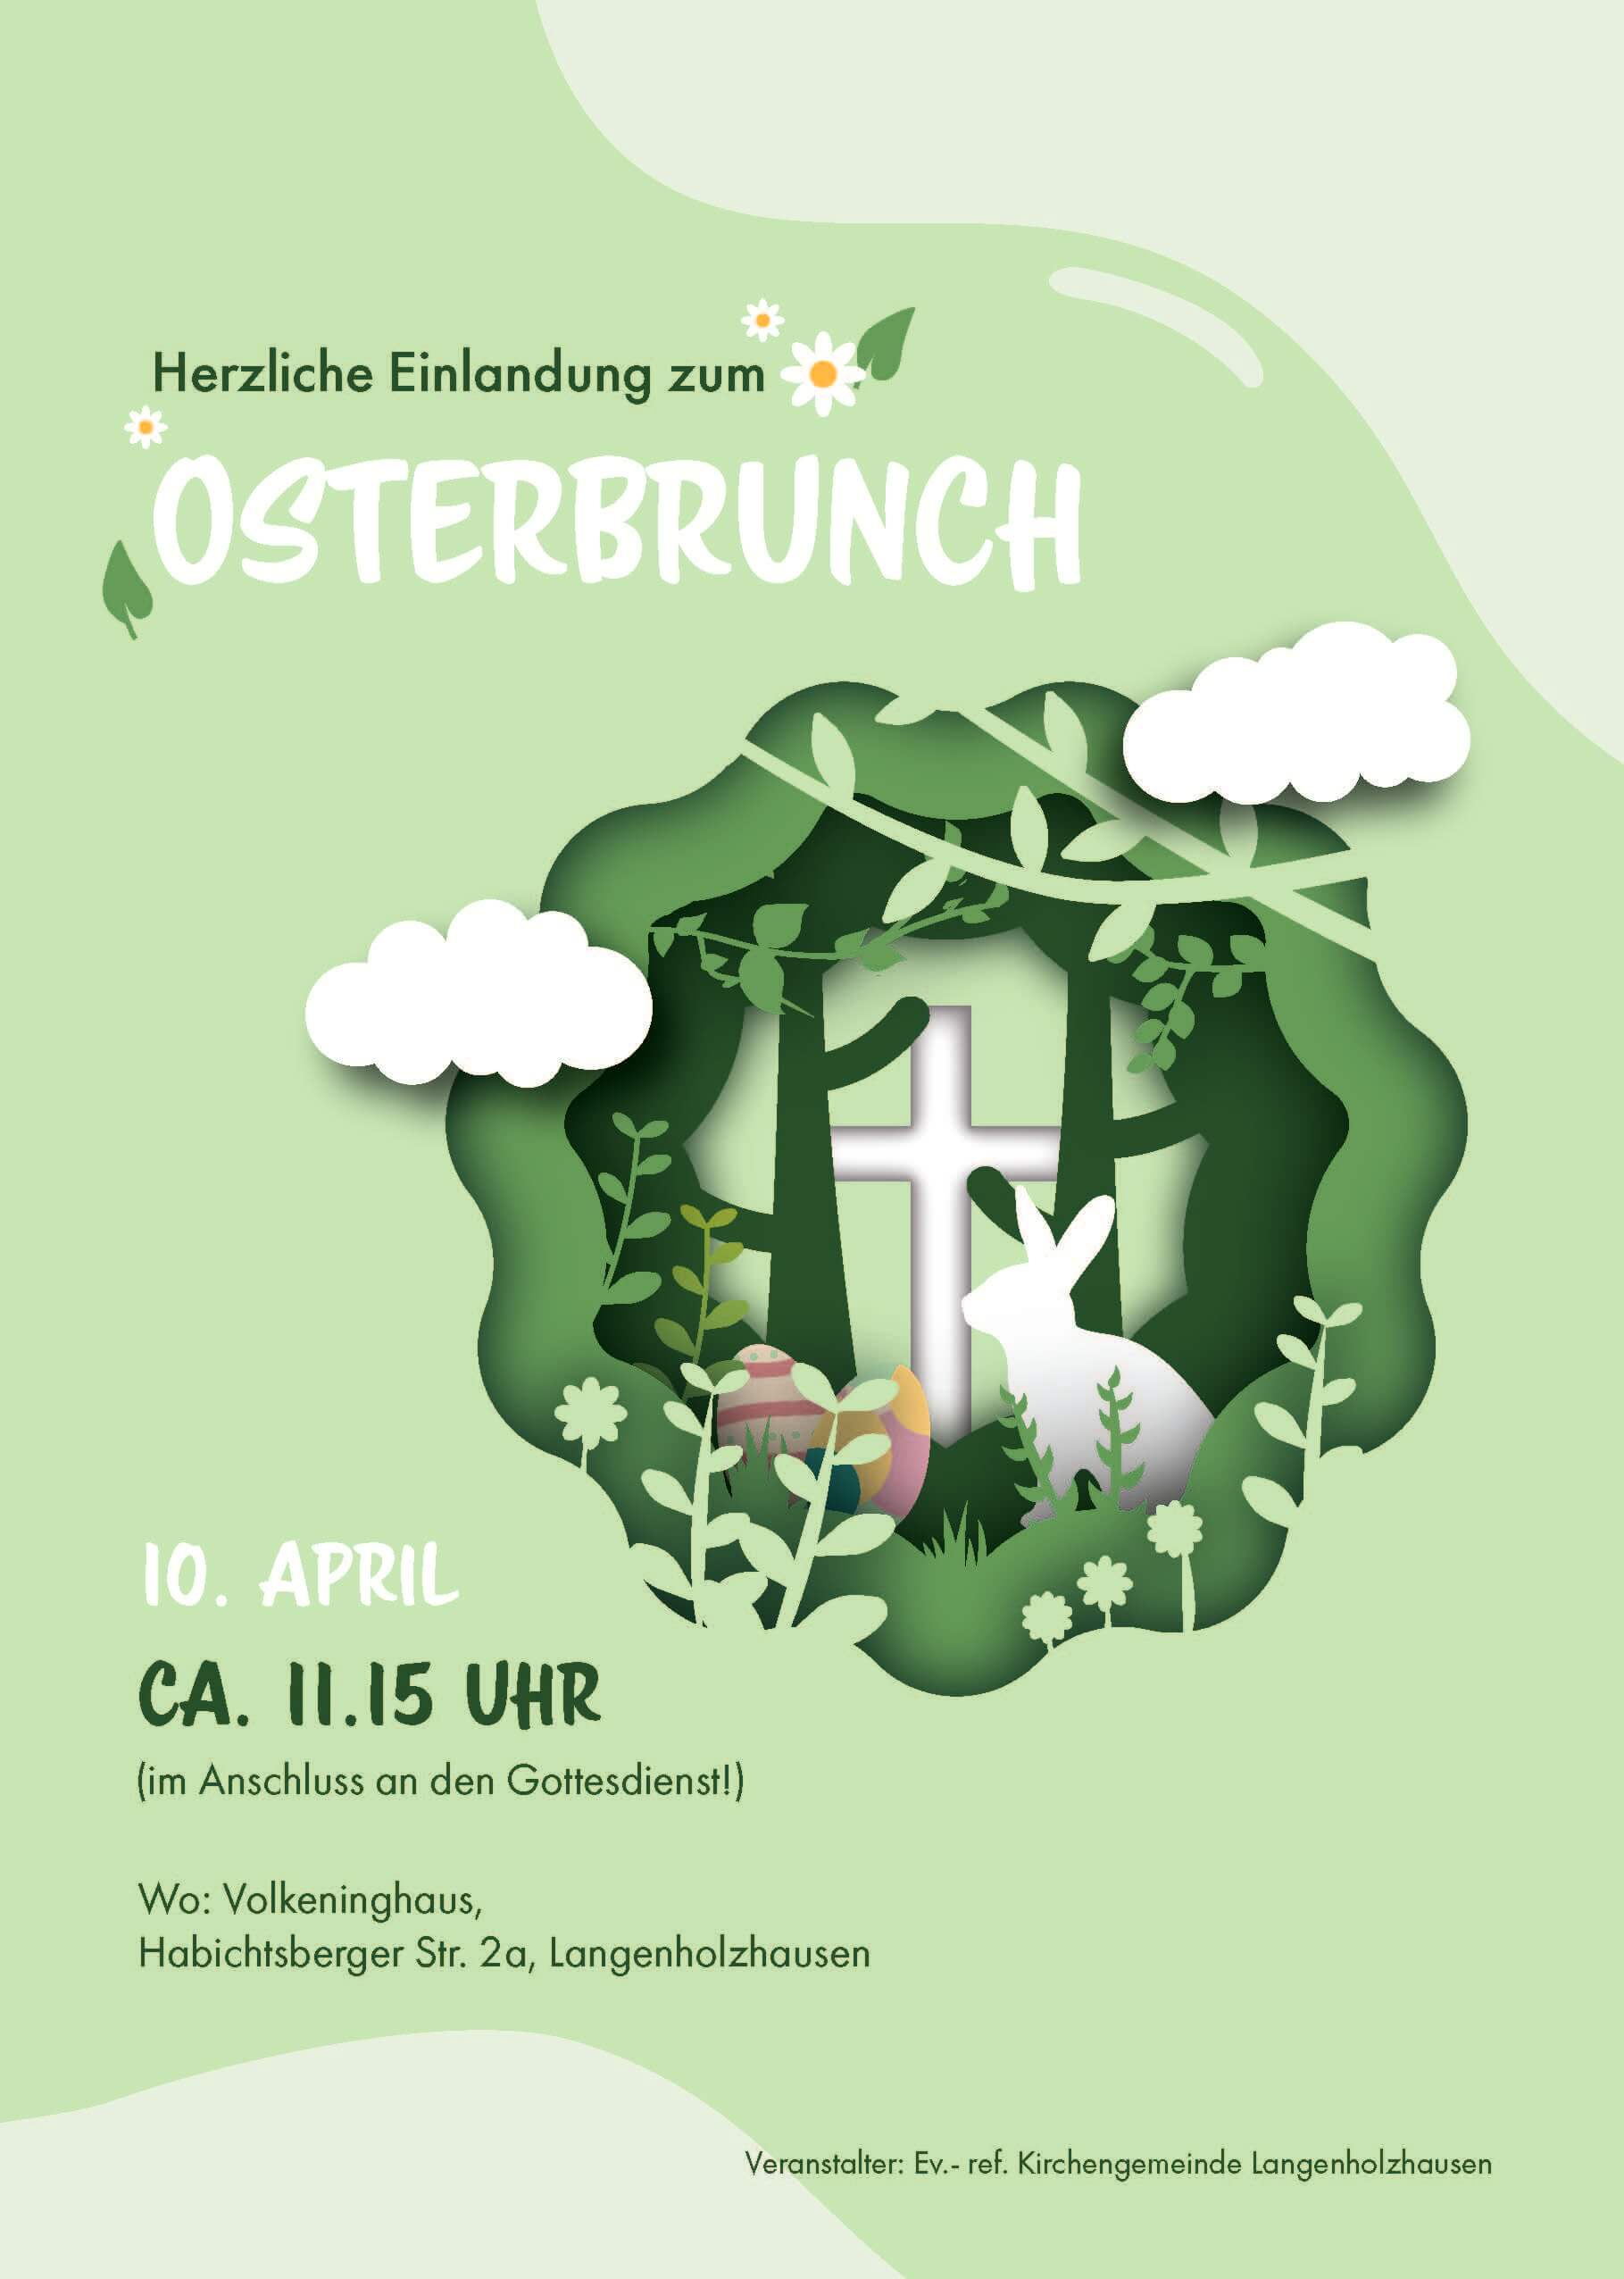 Herzliche Einlandung zum
OSTERBRUNCH
10. APRIL
CA. 11.15 UHR
(im Anschluss an den Gottesdienst!)
Wo: Volkeninghaus,
Habichtsberger Str. 2a, Langenholzhausen
Veranstalter: Ev.- ref. Kirchengemeinde Langenholzhausen